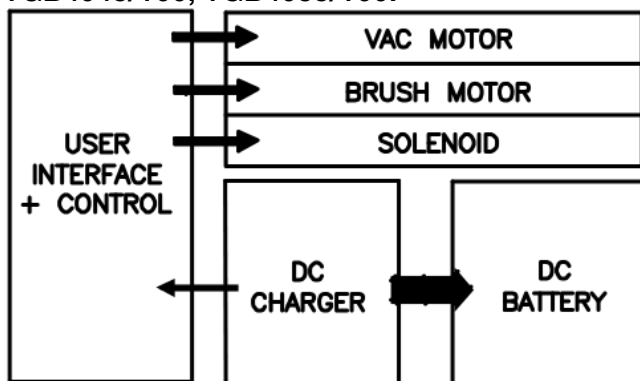 VAC MOTOR
BRUSH MOTOR
SOLENOID
USER
INTERFACE
+ CONTROL
DC
CHARGER
DC
BATTERY